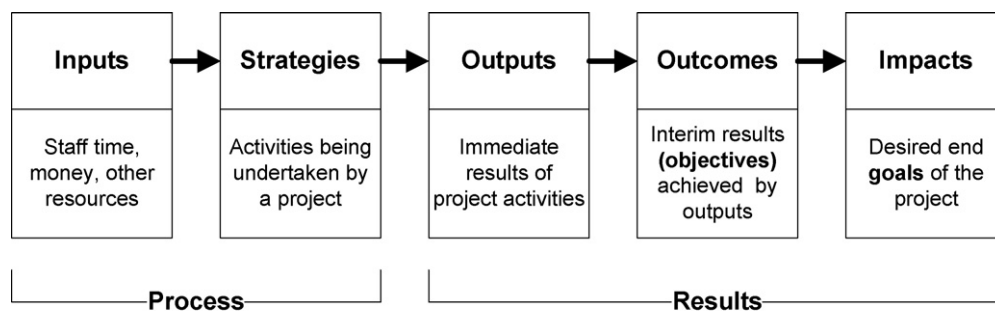 Inputs
Staff time,
money, other
resources
Strategies
Activities being
undertaken by
a project
Outputs
Immediate
results of
project activities
Outcomes
Interim results
(objectives)
achieved by
outputs
Impacts
Desired end
goals of the
project
Process
Results